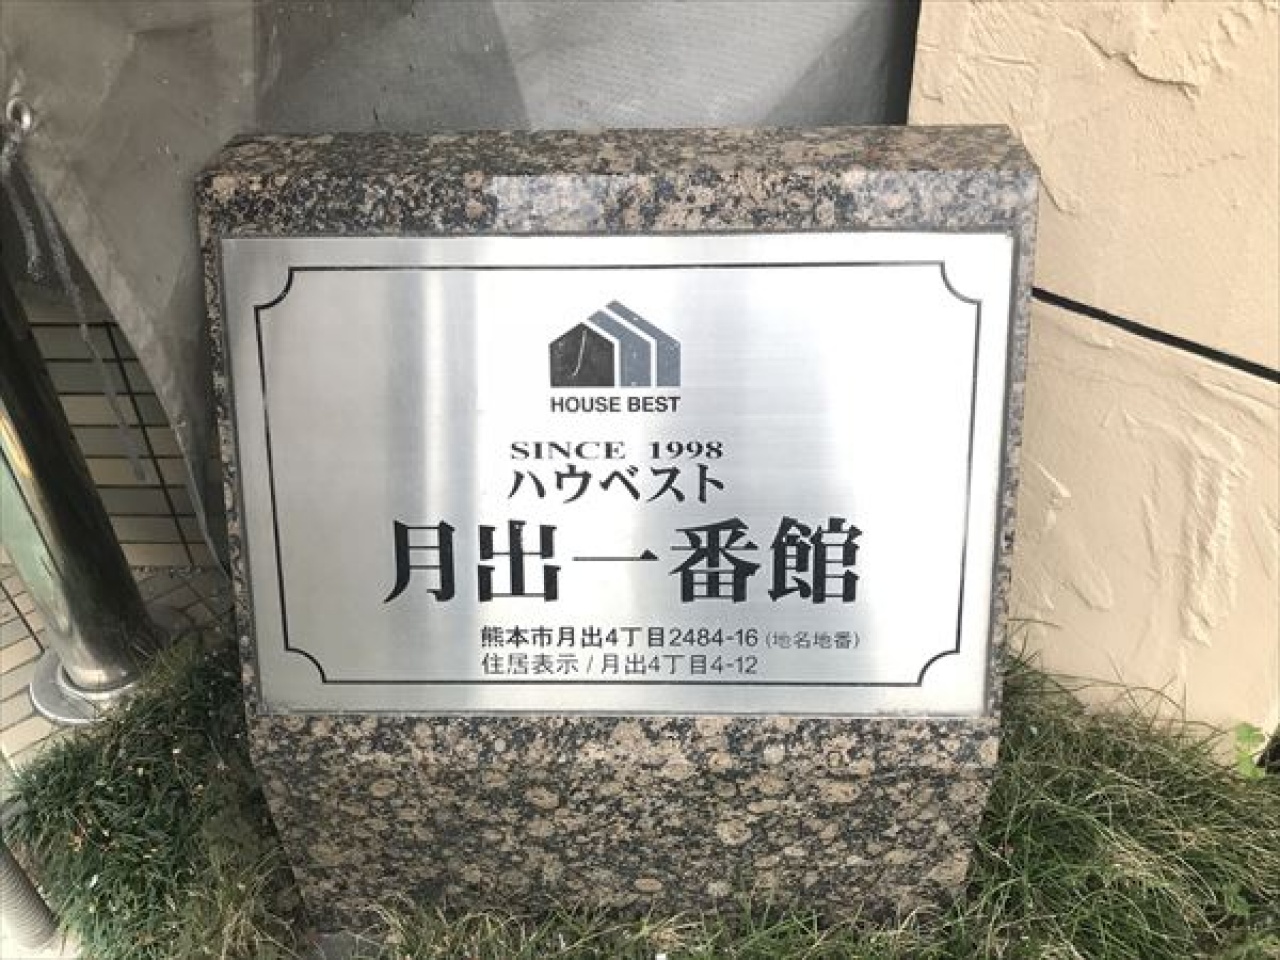 HOUSE BEST
SINCE 1998
ハウベスト
月出一番館
熊本市月出4丁目2484-16 (地名地番)
住居表示 / 月出4丁目4-12